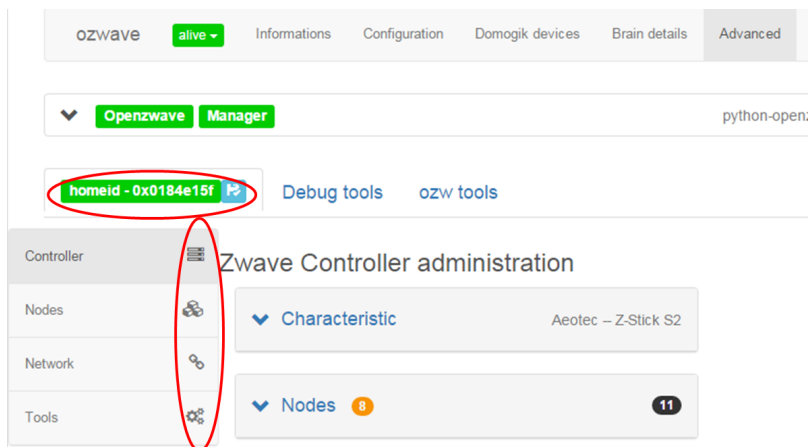 ozwave alive Informations Configuration Domogik devices Brain details Advanced
Openzwave Manager python-openz
homeid - 0x0184e15f Debug tools ozw tools
Controller
Zwave Controller administration
Nodes
Characteristic Aeotec – Z-Stick S2
Network
Nodes 8 11
Tools